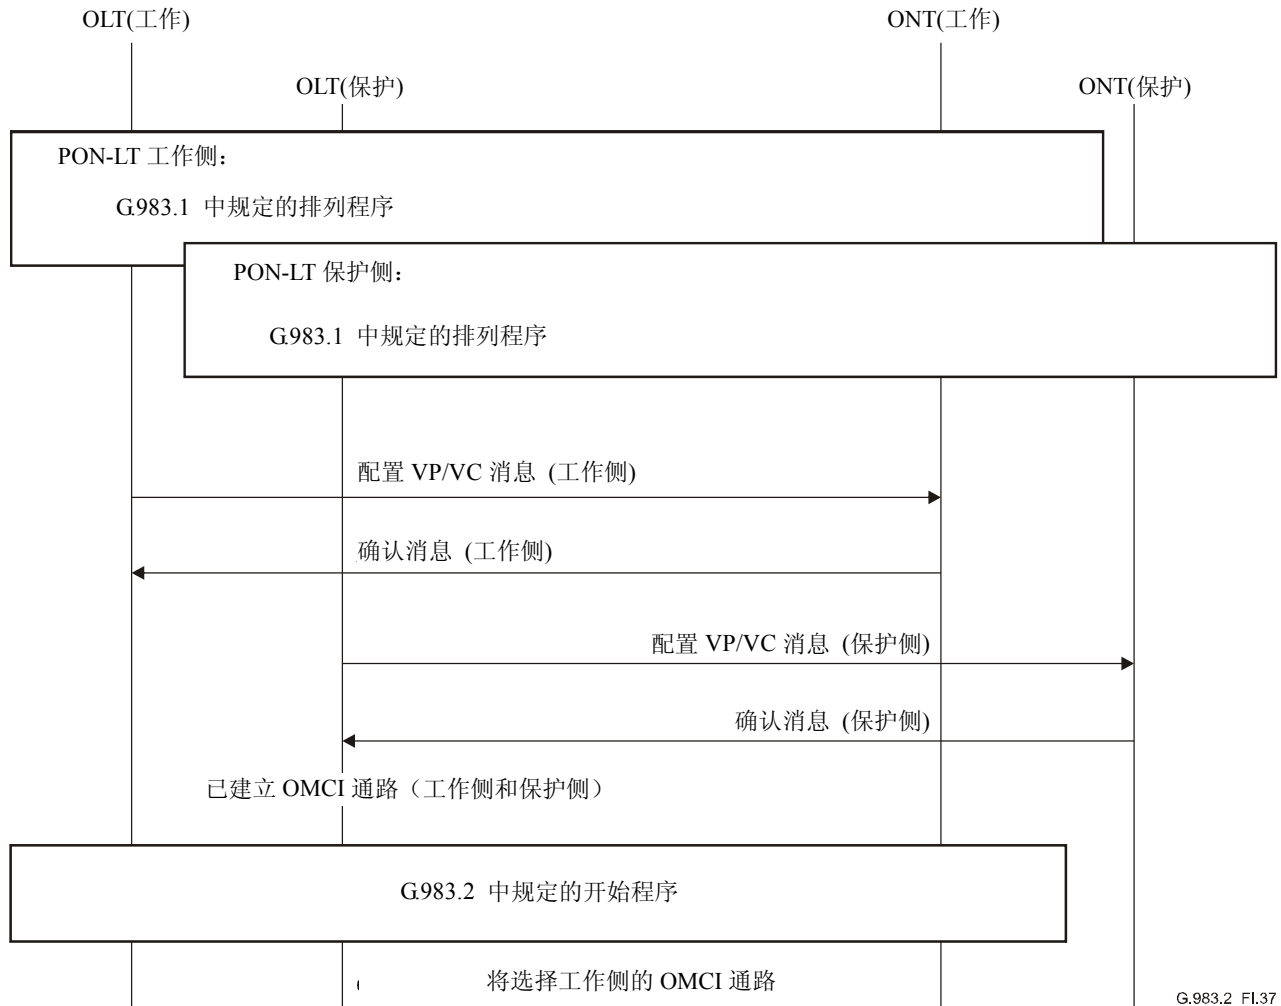 OLT(工作)
ONT(工作)
OLT(保护)
ONT(保护)
PON-LT 工作侧：
G.983.1 中规定的排列程序
PON-LT 保护侧：
G.983.1 中规定的排列程序
配置 VP/VC 消息 (工作侧)
确认消息 (工作侧)
配置 VP/VC 消息 (保护侧)
确认消息 (保护侧)
已建立 OMCI 通路（工作侧和保护侧）
G.983.2 中规定的开始程序
将选择工作侧的 OMCI 通路
G.983.2_FI.37